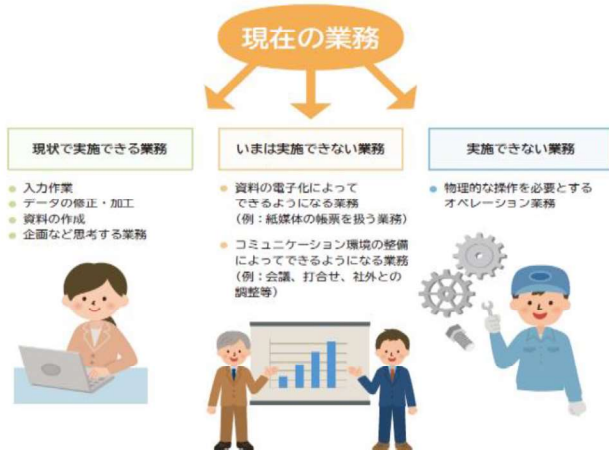 現在の業務
現状で実施できる業務
入力作業
データの修正・加工
資料の作成
企画など思考する業務
いまは実施できない業務
資料の電子化によって
できるようになる業務
(例:紙媒体の帳票を扱う業務)
コミュニケーション環境の整備
によってできるようになる業務
(例:会議、打合せ、社外との
調整等)
実施できない業務
物理的な操作を必要とする
オペレーション業務